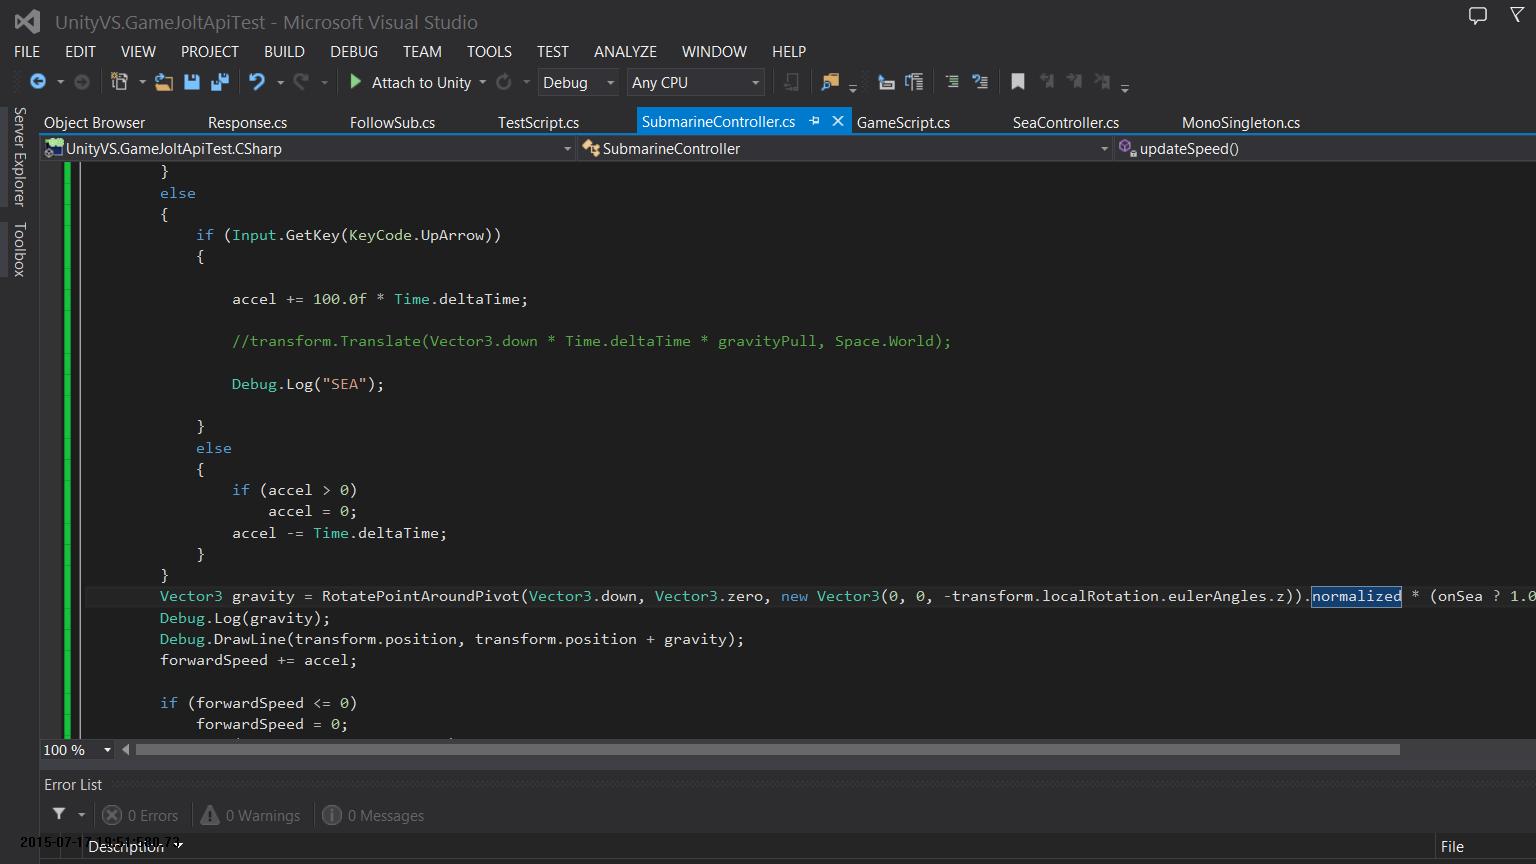 UnityVS.GameJoltApiTest - Microsoft Visual Studio
FILE EDIT VIEW PROJECT BUILD DEBUG TEAM TOOLS TEST ANALYZE WINDOW HELP
Attach to Unity Debug Any CPU
Server Explorer
Toolbox
Object Browser Response.cs FollowSub.cs TestScript.cs SubmarineController.cs GameScript.cs SeaController.cs MonoSingleton.cs
UnityVS.GameJoltApiTest.CSharp SubmarineController updateSpeed()
}
else
{
if (Input.GetKey(KeyCode.UpArrow))
{
accel += 100.0f * Time.deltaTime;
//transform.Translate(Vector3.down * Time.deltaTime * gravityPull, Space.World);
Debug.Log("SEA");
}
else
{
if (accel > 0)
accel = 0;
accel -= Time.deltaTime;
}
}
Vector3 gravity = RotatePointAroundPivot(Vector3.down, Vector3.zero, new Vector3(0, 0, -transform.localRotation.eulerAngles.z)).normalized * (onSea ? 1.0
Debug.Log(gravity);
Debug.DrawLine(transform.position, transform.position + gravity);
forwardSpeed += accel;
if (forwardSpeed <= 0)
forwardSpeed = 0;
100 %
Error List
0 Errors 0 Warnings 0 Messages
Description File